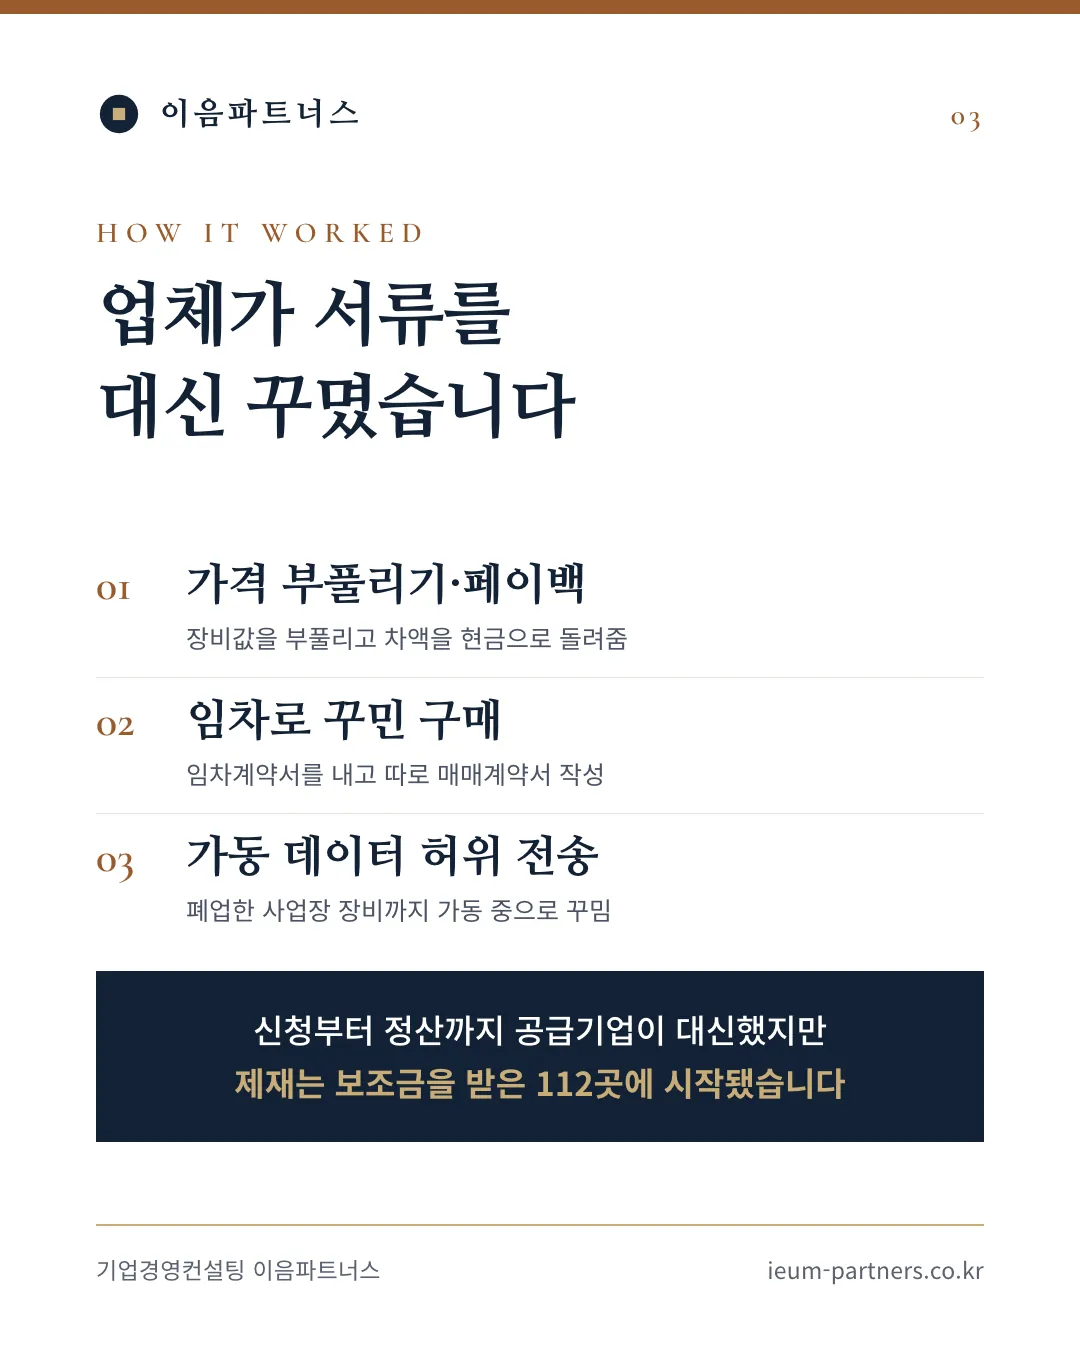 이음파트너스
03
HOW IT WORKED
업체가 서류를
대신 꾸몄습니다
01
가격 부풀리기·페이백
장비값을 부풀리고 차액을 현금으로 돌려줌
02
임차로 꾸민 구매
임차계약서를 내고 따로 매매계약서 작성
03
가동 데이터 허위 전송
폐업한 사업장 장비까지 가동 중으로 꾸밈
신청부터 정산까지 공급기업이 대신했지만
제재는 보조금을 받은 112곳에 시작됐습니다
기업경영컨설팅 이음파트너스
ieum-partners.co.kr